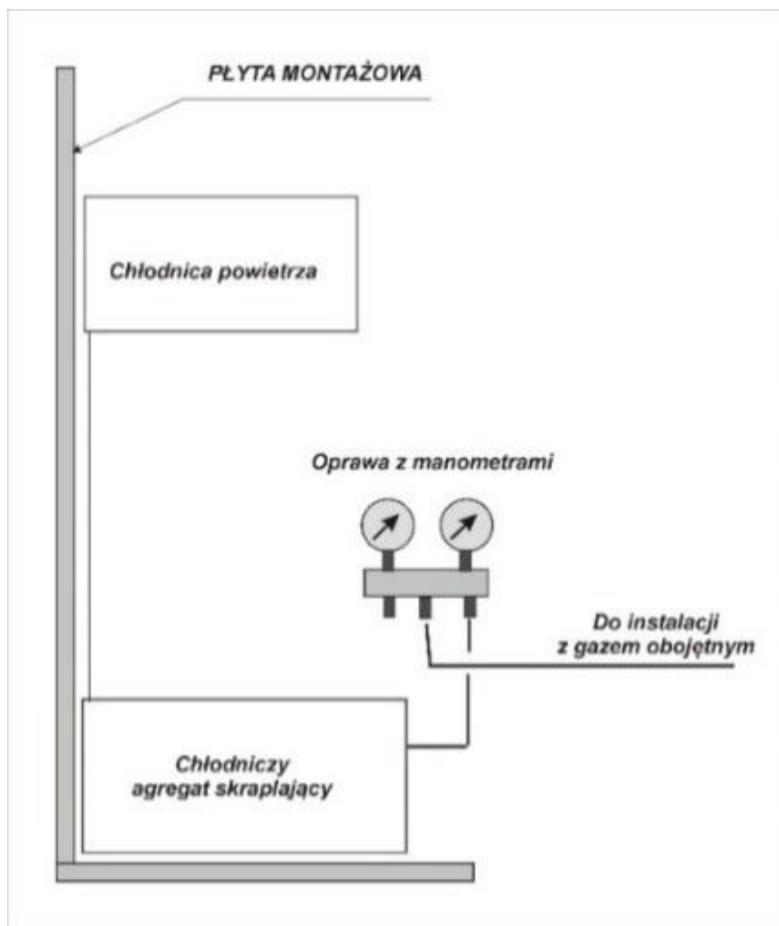 PŁYTA MONTAŻOWA
Chłodnica powietrza
Oprawa z manometrami
Do instalacji
z gazem obojętnym
Chłodniczy
agregat skraplający